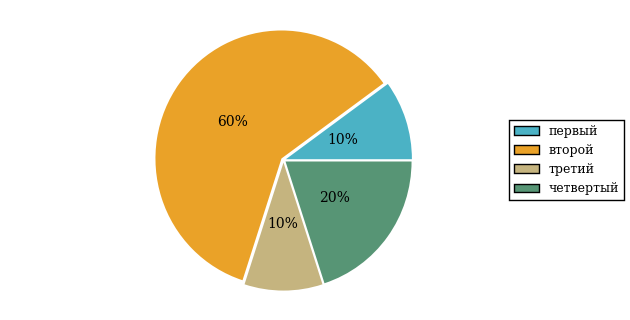 60%
10%
20%
10%
первый
второй
третий
четвертый